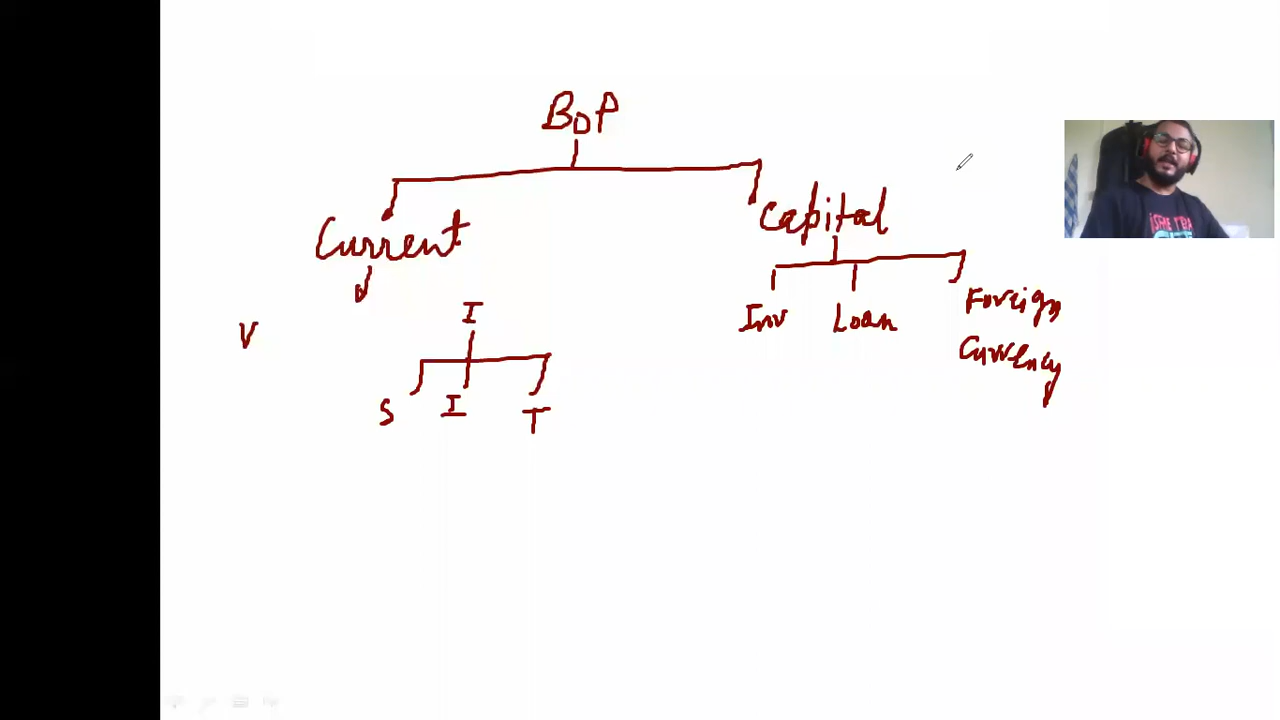 BOP
Current
Capital
V
I
S I T
Inv Loan Foreign
Currency